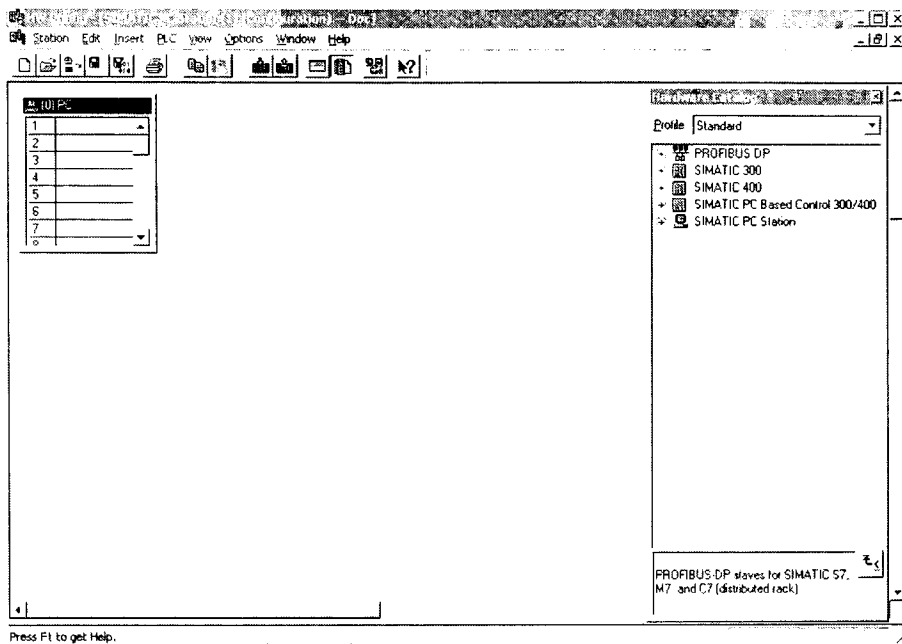 Station Edit Insert PLC View Options Window Help
(0) PC
1
2
3
4
5
6
7
Profile Standard
PROFIBUS DP
SIMATIC 300
SIMATIC 400
SIMATIC PC Based Control 300/400
SIMATIC PC Station
PROFIBUS-DP slaves for SIMATIC S7,
M7 and C7 (distributed rack)
Press F1 to get Help.